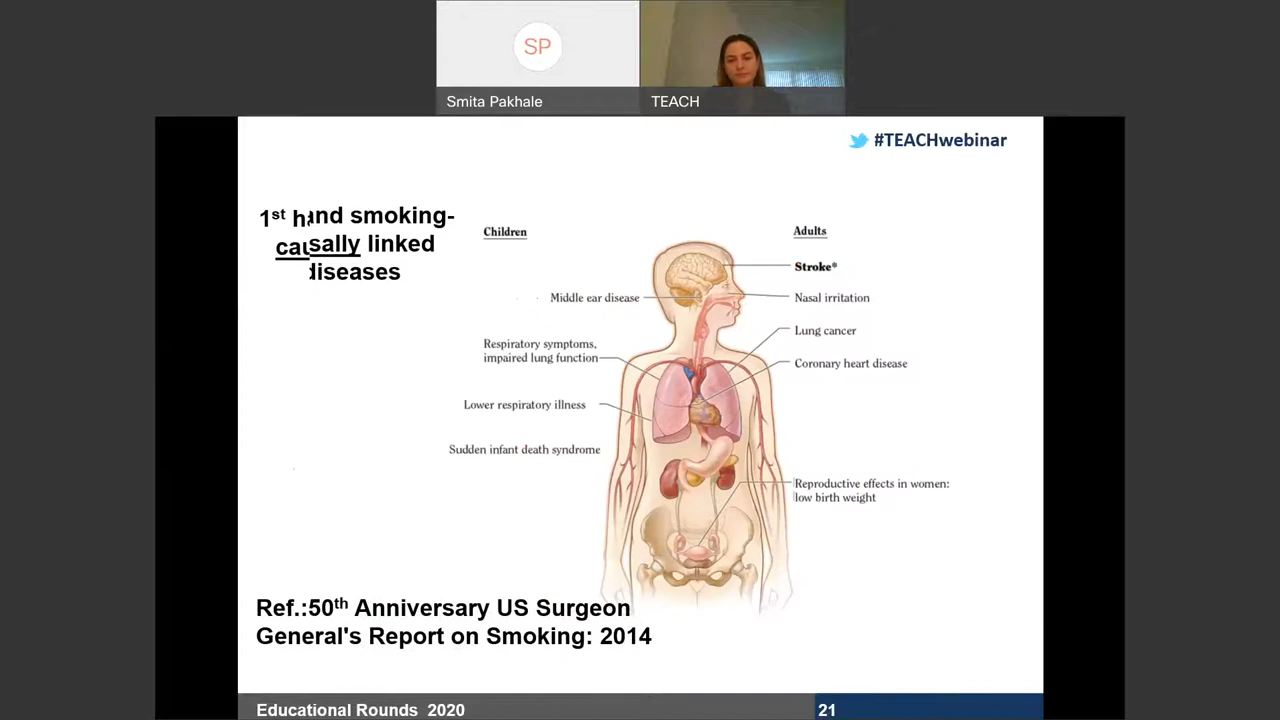 SP
Smita Pakhale
TEACH
#TEACHwebinar
1st hand smoking-
causally linked
diseases
Children
Adults
Stroke*
Middle ear disease
Nasal irritation
Lung cancer
Respiratory symptoms,
impaired lung function
Coronary heart disease
Lower respiratory illness
Sudden infant death syndrome
Reproductive effects in women:
low birth weight
Ref.:50th Anniversary US Surgeon
General's Report on Smoking: 2014
Educational Rounds 2020
21